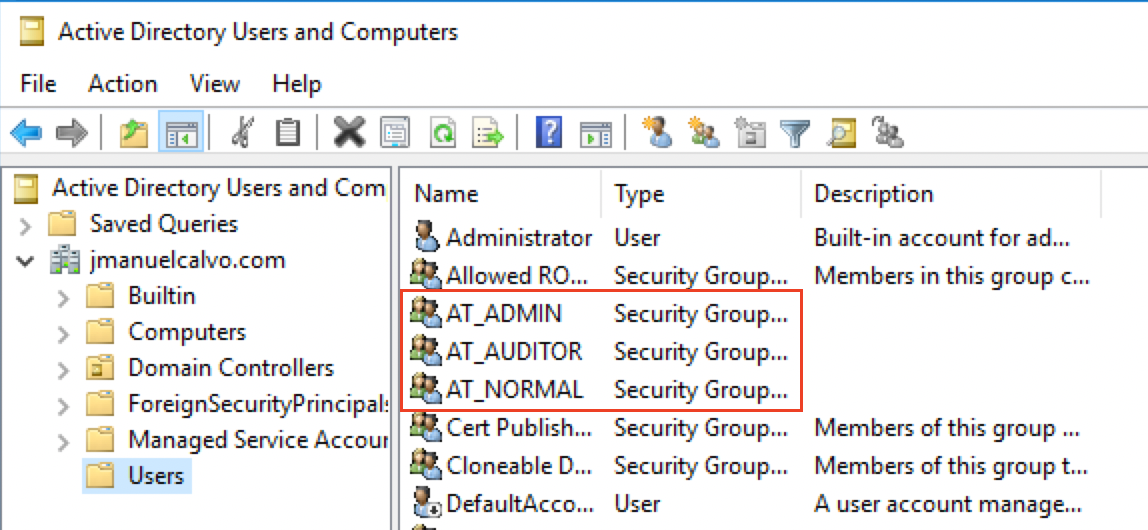 Active Directory Users and Computers
File Action View Help
Active Directory Users and Com
Saved Queries
jmanuelcalvo.com
Builtin
Computers
Domain Controllers
ForeignSecurityPrincipals
Managed Service Accour
Users
Name Type Description
Administrator User Built-in account for ad...
Allowed RO... Security Group... Members in this group c...
AT_ADMIN Security Group...
AT_AUDITOR Security Group...
AT_NORMAL Security Group...
Cert Publish... Security Group... Members of this group ...
Cloneable D... Security Group... Members of this group t...
DefaultAcco... User A user account manage...